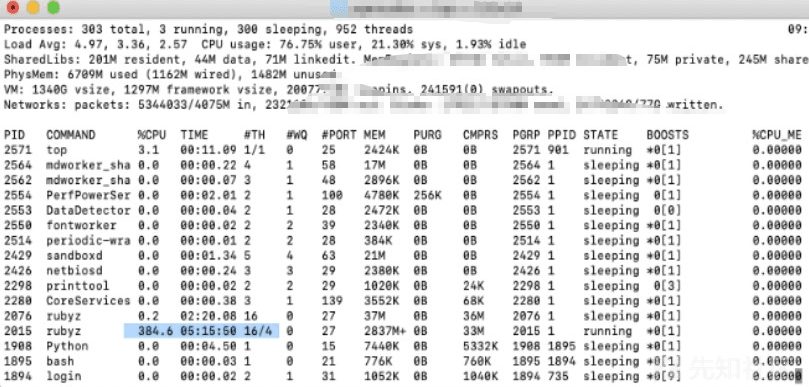 Processes: 303 total, 3 running, 300 sleeping, 952 threads 09:
Load Avg: 4.97, 3.36, 2.57 CPU usage: 76.75% user, 21.30% sys, 1.93% idle
SharedLibs: 201M resident, 44M data, 71M linkedit. 75M private, 245M share
PhysMem: 6709M used (1162M wired), 1482M unused.
VM: 1340G vsize, 1297M framework vsize, 241591(0) swapouts.
Networks: packets: 5344033/4075M in, written.
PID COMMAND %CPU TIME #TH #WQ #PORT MEM PURG CMPRS PGRP PPID STATE BOOSTS %CPU_ME
2571 top 3.1 00:11.09 1/1 0 25 2424K 0B 0B 2571 901 running *0[1] 0.00000
2564 mdworker_sha 0.0 00:00.22 4 1 58 17M 0B 0B 2564 1 sleeping *0[1] 0.00000
2562 mdworker_sha 0.0 00:00.07 3 1 48 2896K 0B 0B 2562 1 sleeping *0[1] 0.00000
2554 PerfPowerSer 0.0 00:02.01 2 1 100 4780K 256K 0B 2554 1 sleeping *0[1] 0.00000
2553 DataDetector 0.0 00:00.04 2 1 28 2472K 0B 0B 2553 1 sleeping 0[0] 0.00000
2550 fontworker 0.0 00:00.02 2 2 39 2340K 0B 0B 2550 1 sleeping *0[1] 0.00000
2514 periodic-wra 0.0 00:00.01 2 2 28 384K 0B 0B 2514 1 sleeping *0[1] 0.00000
2429 sandboxd 0.0 00:01.34 5 4 63 21M 0B 0B 2429 1 sleeping *0[1] 0.00000
2426 netbiosd 0.0 00:00.24 3 3 29 2380K 0B 0B 2426 1 sleeping *0[1] 0.00000
2298 printtool 0.0 00:00.02 2 2 29 1020K 0B 24K 2298 1 sleeping 0[3] 0.00000
2280 CoreServices 0.0 00:00.38 3 1 139 3552K 0B 68K 2280 1 sleeping *0[1] 0.00000
2076 rubyz 0.2 02:20.08 16 0 27 37M 0B 36M 2076 1 sleeping *0[1] 0.00000
2015 rubyz 384.6 05:15:50 16/4 0 27 2837M+ 0B 33M 2015 1 running *0[1] 0.00000
1908 Python 0.0 00:04.50 1 0 15 7440K 0B 5332K 1908 1895 sleeping *0[1] 0.00000
1895 bash 0.0 00:00.03 1 0 21 776K 0B 760K 1895 1894 sleeping *0[1] 0.00000
1894 login 0.0 00:00.02 2 1 31 1052K 0B 1040K 1894 735 sleeping *0[9] 0.0000
先知社